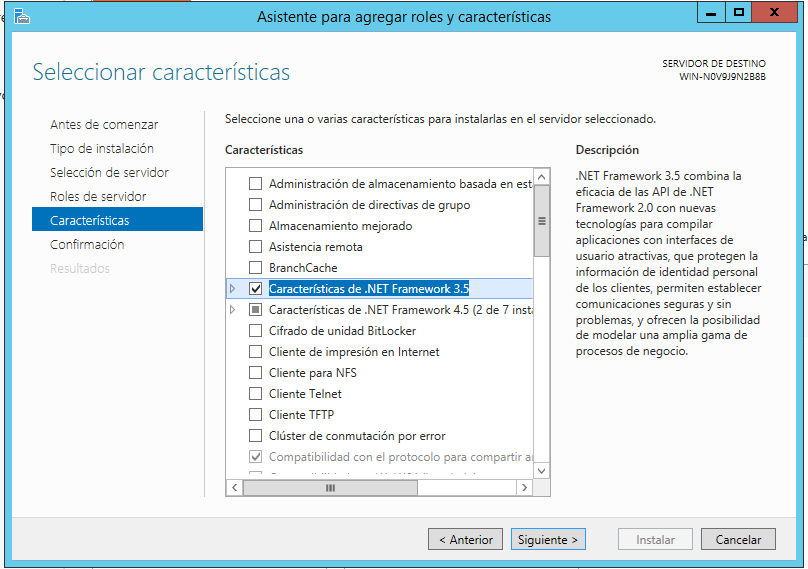 Asistente para agregar roles y características
Seleccionar características
SERVIDOR DE DESTINO
WIN-N0V9J9N2B8B
Antes de comenzar
Tipo de instalación
Selección de servidor
Roles de servidor
Características
Confirmación
Resultados
Seleccione una o varias características para instalarlas en el servidor seleccionado.
Características
Administración de almacenamiento basada en est
Administración de directivas de grupo
Almacenamiento mejorado
Asistencia remota
BranchCache
Características de .NET Framework 3.5
Características de .NET Framework 4.5 (2 de 7 insta
Cifrado de unidad BitLocker
Cliente de impresión en Internet
Cliente para NFS
Cliente Telnet
Cliente TFTP
Clúster de conmutación por error
Compatibilidad con el protocolo para compartir ar
Descripción
.NET Framework 3.5 combina la
eficacia de las API de .NET
Framework 2.0 con nuevas
tecnologías para compilar
aplicaciones con interfaces de
usuario atractivas, que protegen la
información de identidad personal
de los clientes, permiten establecer
comunicaciones seguras y sin
problemas, y ofrecen la posibilidad
de modelar una amplia gama de
procesos de negocio.
< Anterior
Siguiente >
Instalar
Cancelar